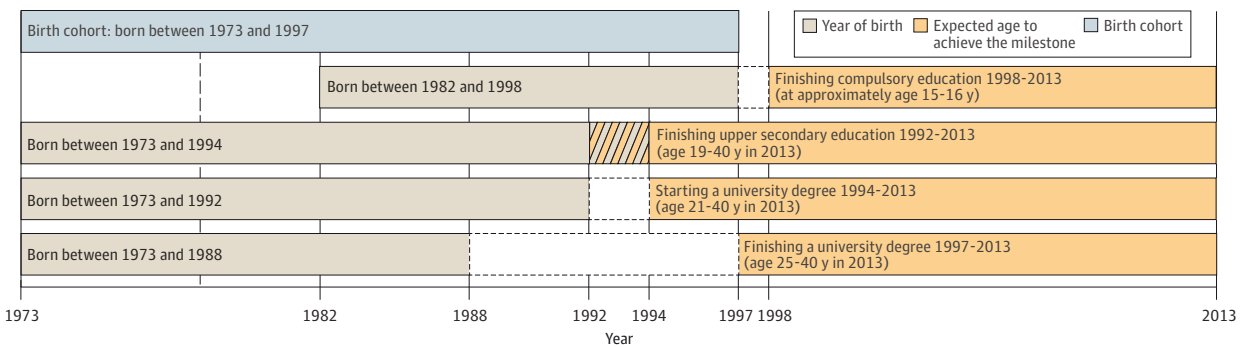 Birth cohort: born between 1973 and 1997
Year of birth
Expected age to
achieve the milestone
Birth cohort
Born between 1982 and 1998
Finishing compulsory education 1998-2013
(at approximately age 15-16 y)
Born between 1973 and 1994
Finishing upper secondary education 1992-2013
(age 19-40 y in 2013)
Born between 1973 and 1992
Starting a university degree 1994-2013
(age 21-40 y in 2013)
Born between 1973 and 1988
Finishing a university degree 1997-2013
(age 25-40 y in 2013)
1973 1982 1988 1992 1994 1997 1998 2013
Year